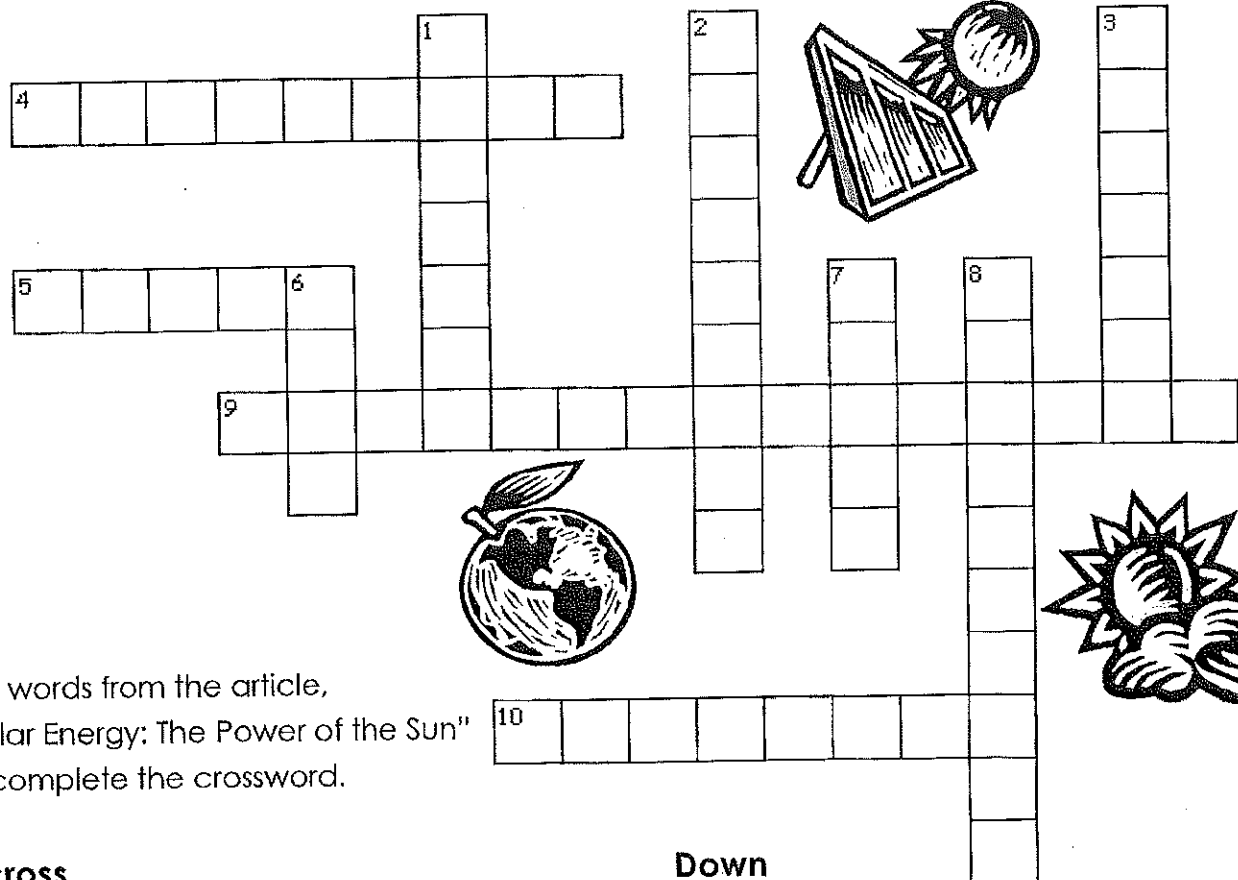 1
2
3
4
5
6
7
8
9
10
words from the article,
lar Energy: The Power of the Sun"
complete the crossword.
Down
ross